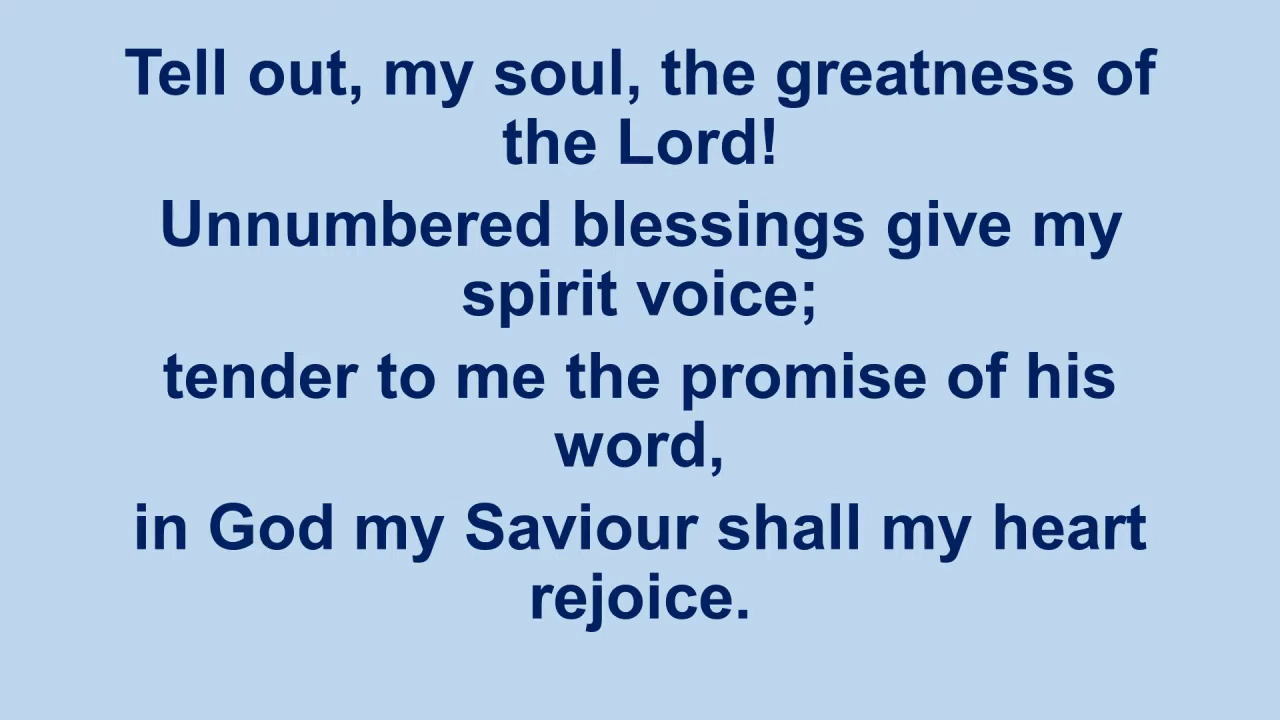 Tell out, my soul, the greatness of
the Lord!
Unnumbered blessings give my
spirit voice;
tender to me the promise of his
word,
in God my Saviour shall my heart
rejoice.